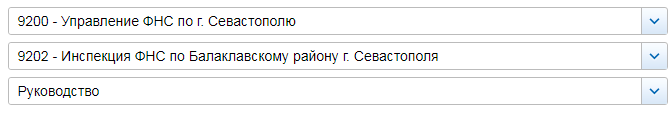 9200 - Управление ФНС по г. Севастополю
9202 - Инспекция ФНС по Балаклавскому району г. Севастополя
Руководство